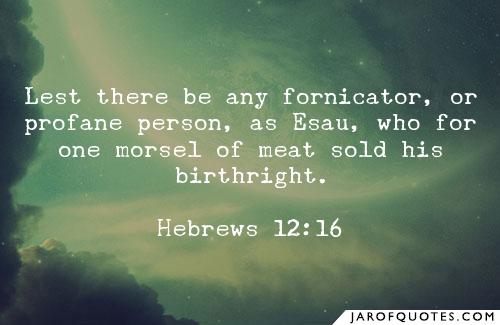 Lest there be any fornicator, or
profane person, as Esau, who for
one morsel of meat sold his
birthright.
Hebrews 12:16
JAROFQUOTES.COM